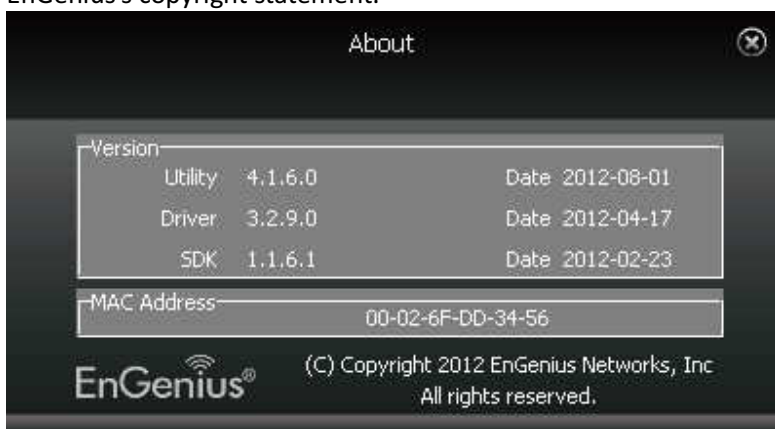 EnGenius's copyright statement.
About
Version
Utility 4.1.6.0 Date 2012-08-01
Driver 3.2.9.0 Date 2012-04-17
SDK 1.1.6.1 Date 2012-02-23
MAC Address
00-02-6F-DD-34-56
EnGenius®
(C) Copyright 2012 EnGenius Networks, Inc
All rights reserved.